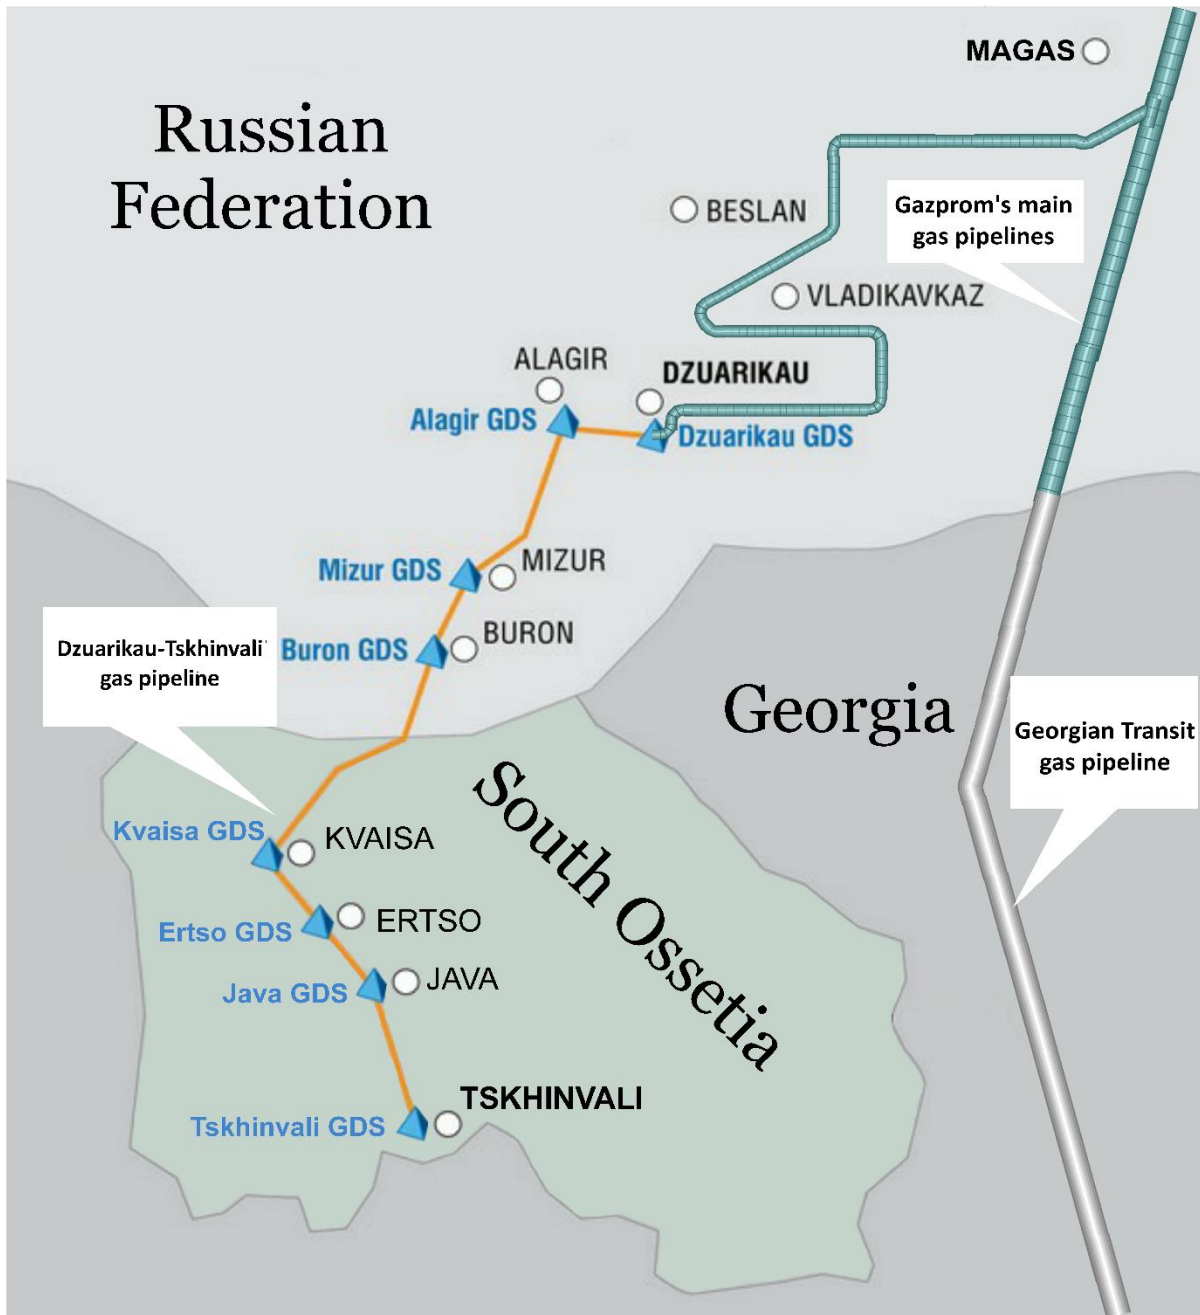 MAGAS
Russian
Federation
BESLAN
Gazprom's main
gas pipelines
VLADIKAVKAZ
ALAGIR
DZUARIKAU
Alagir GDS
Dzuarikau GDS
MIZUR
Mizur GDS
BURON
Buron GDS
Dzuarikau-Tskhinvali
gas pipeline
Georgia
Georgian Transit
gas pipeline
South Ossetia
Kvaisa GDS
KVAISA
ERTSO
Ertso GDS
JAVA
Java GDS
TSKHINVALI
Tskhinvali GDS